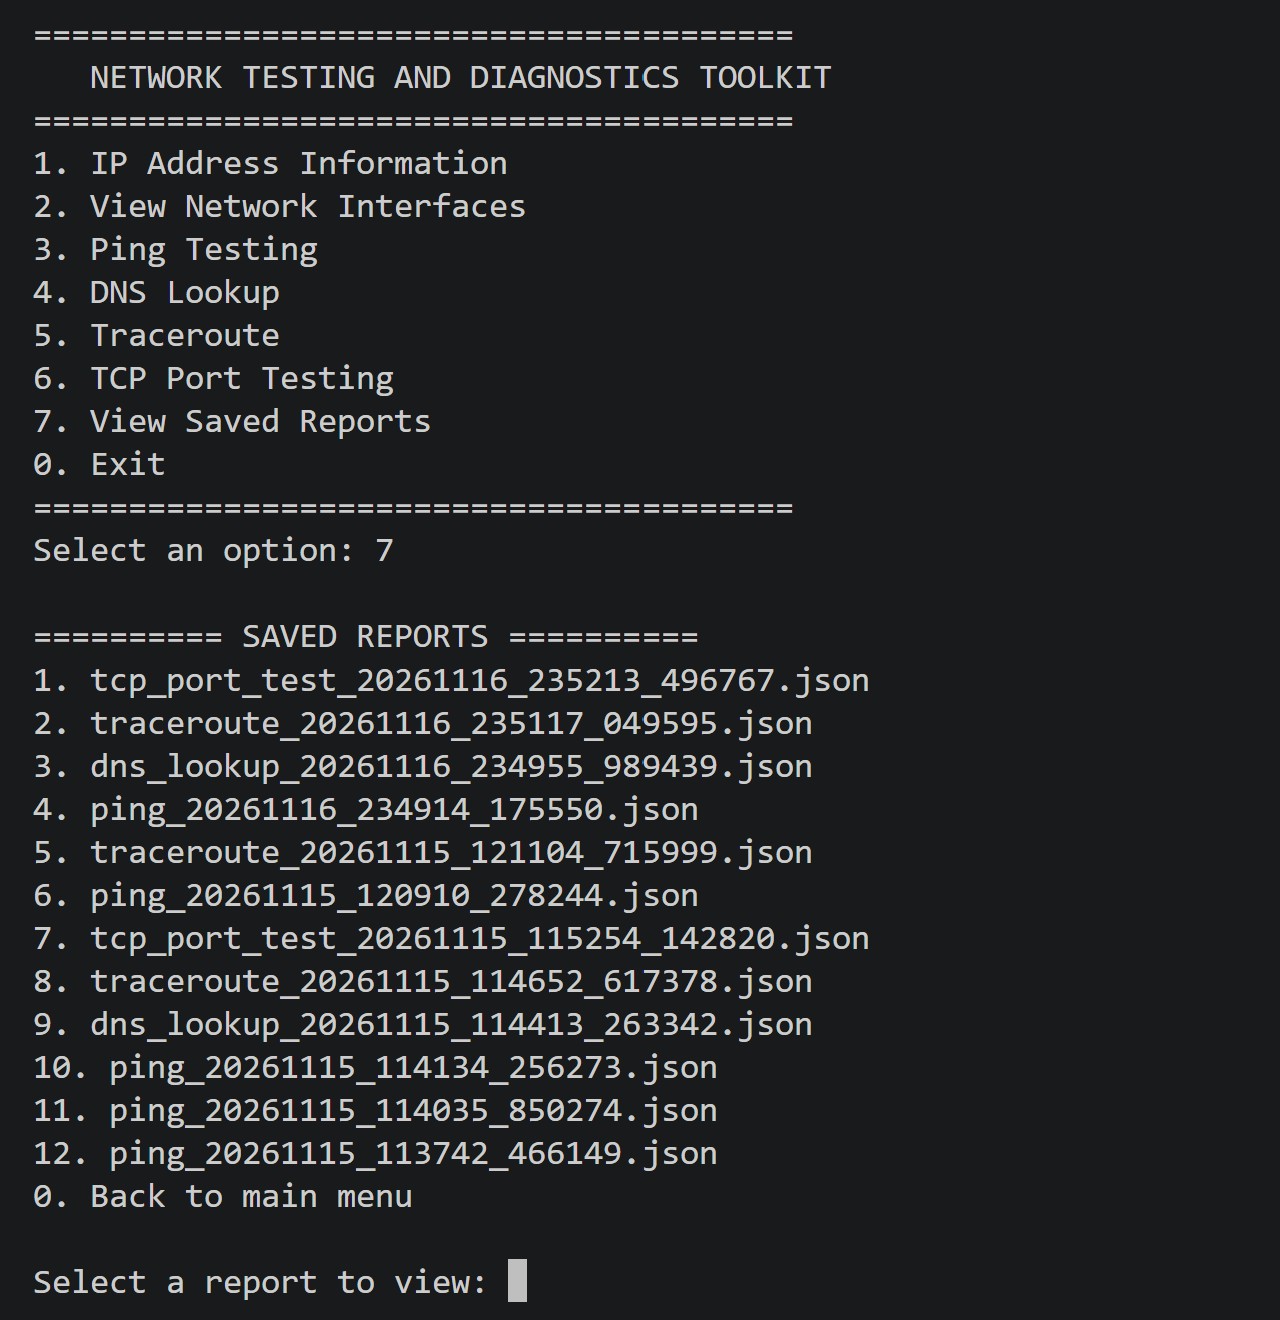 ========================================
   NETWORK TESTING AND DIAGNOSTICS TOOLKIT
========================================
1. IP Address Information
2. View Network Interfaces
3. Ping Testing
4. DNS Lookup
5. Traceroute
6. TCP Port Testing
7. View Saved Reports
0. Exit
========================================
Select an option: 7

========== SAVED REPORTS ==========
1. tcp_port_test_20261116_235213_496767.json
2. traceroute_20261116_235117_049595.json
3. dns_lookup_20261116_234955_989439.json
4. ping_20261116_234914_175550.json
5. traceroute_20261115_121104_715999.json
6. ping_20261115_120910_278244.json
7. tcp_port_test_20261115_115254_142820.json
8. traceroute_20261115_114652_617378.json
9. dns_lookup_20261115_114413_263342.json
10. ping_20261115_114134_256273.json
11. ping_20261115_114035_850274.json
12. ping_20261115_113742_466149.json
0. Back to main menu

Select a report to view: